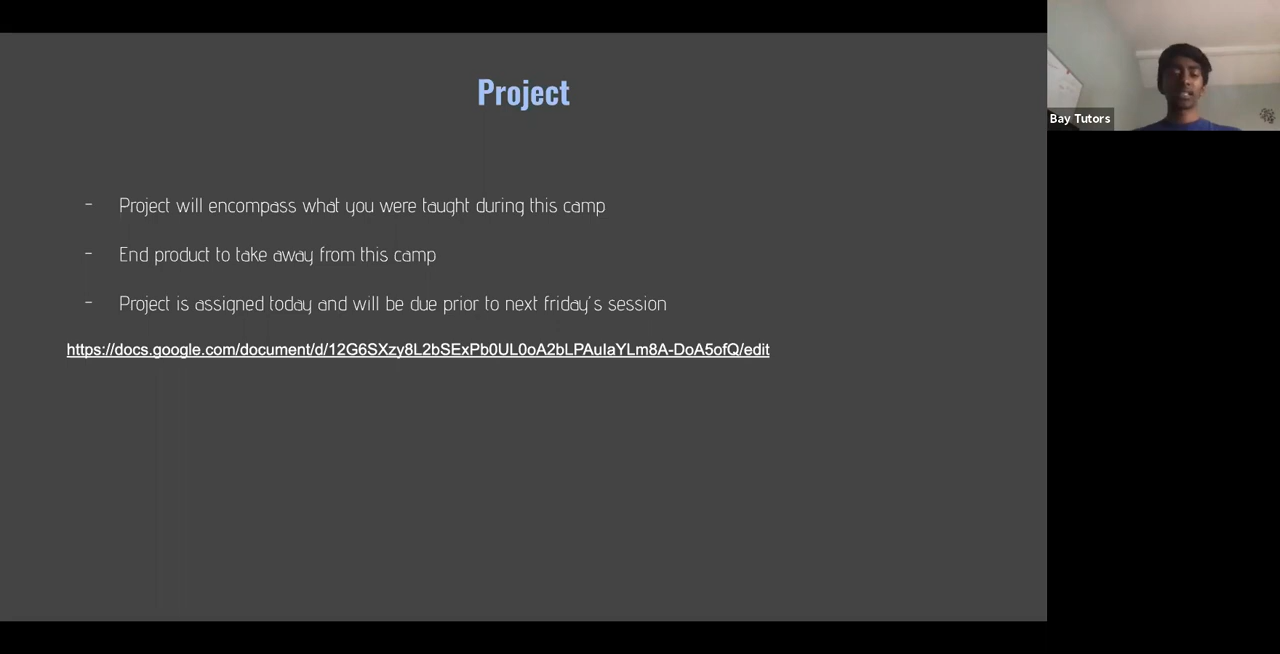 Project
- Project will encompass what you were taught during this camp
- End product to take away from this camp
- Project is assigned today and will be due prior to next friday's session
https://docs.google.com/document/d/12G6SXzy8L2bSExPb0UL0oA2bLPAuIaYLm8A-DoA5ofQ/edit
Bay Tutors